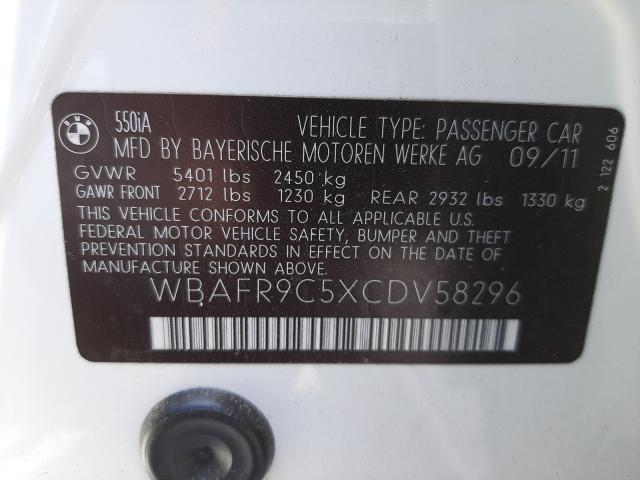 BMW
550iA VEHICLE TYPE: PASSENGER CAR
MFD BY BAYERISCHE MOTOREN WERKE AG 09/11
GVWR 5401 lbs 2450 kg
GAWR FRONT 2712 lbs 1230 kg REAR 2932 lbs 1330 kg
THIS VEHICLE CONFORMS TO ALL APPLICABLE U.S.
FEDERAL MOTOR VEHICLE SAFETY, BUMPER AND THEFT
PREVENTION STANDARDS IN EFFECT ON THE DATE OF
MANUFACTURE SHOWN ABOVE.
WBAFR9C5XCDV58296
2 122 606